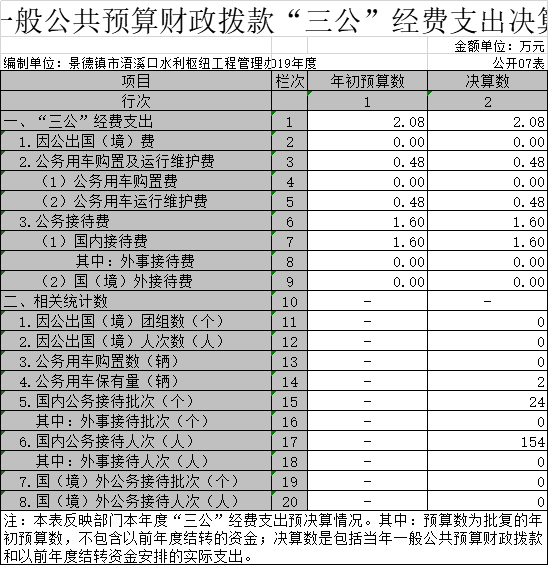 一般公共预算财政拨款“三公”经费支出决算
金额单位：万元
编制单位：景德镇市浯溪口水利枢纽工程管理办019年度 公开07表
项目 栏次 年初预算数 决算数
行次 1 2
一、“三公”经费支出 1 2.08 2.08
1.因公出国（境）费 2 0.00 0.00
2.公务用车购置及运行维护费 3 0.48 0.48
（1）公务用车购置费 4 0.00 0.00
（2）公务用车运行维护费 5 0.48 0.48
3.公务接待费 6 1.60 1.60
（1）国内接待费 7 1.60 1.60
其中：外事接待费 8 0.00 0.00
（2）国（境）外接待费 9 0.00 0.00
二、相关统计数 10 － －
1.因公出国（境）团组数（个） 11 － 0
2.因公出国（境）人次数（人） 12 － 0
3.公务用车购置数（辆） 13 － 0
4.公务用车保有量（辆） 14 － 2
5.国内公务接待批次（个） 15 － 24
其中：外事接待批次（个） 16 － 0
6.国内公务接待人次（人） 17 － 154
其中：外事接待人次（人） 18 － 0
7.国（境）外公务接待批次（个） 19 － 0
8.国（境）外公务接待人次（人） 20 － 0
注：本表反映部门本年度“三公”经费支出预决算情况。其中：预算数为批复的年
初预算数，不包含以前年度结转的资金；决算数是包括当年一般公共预算财政拨款
和以前年度结转资金安排的实际支出。